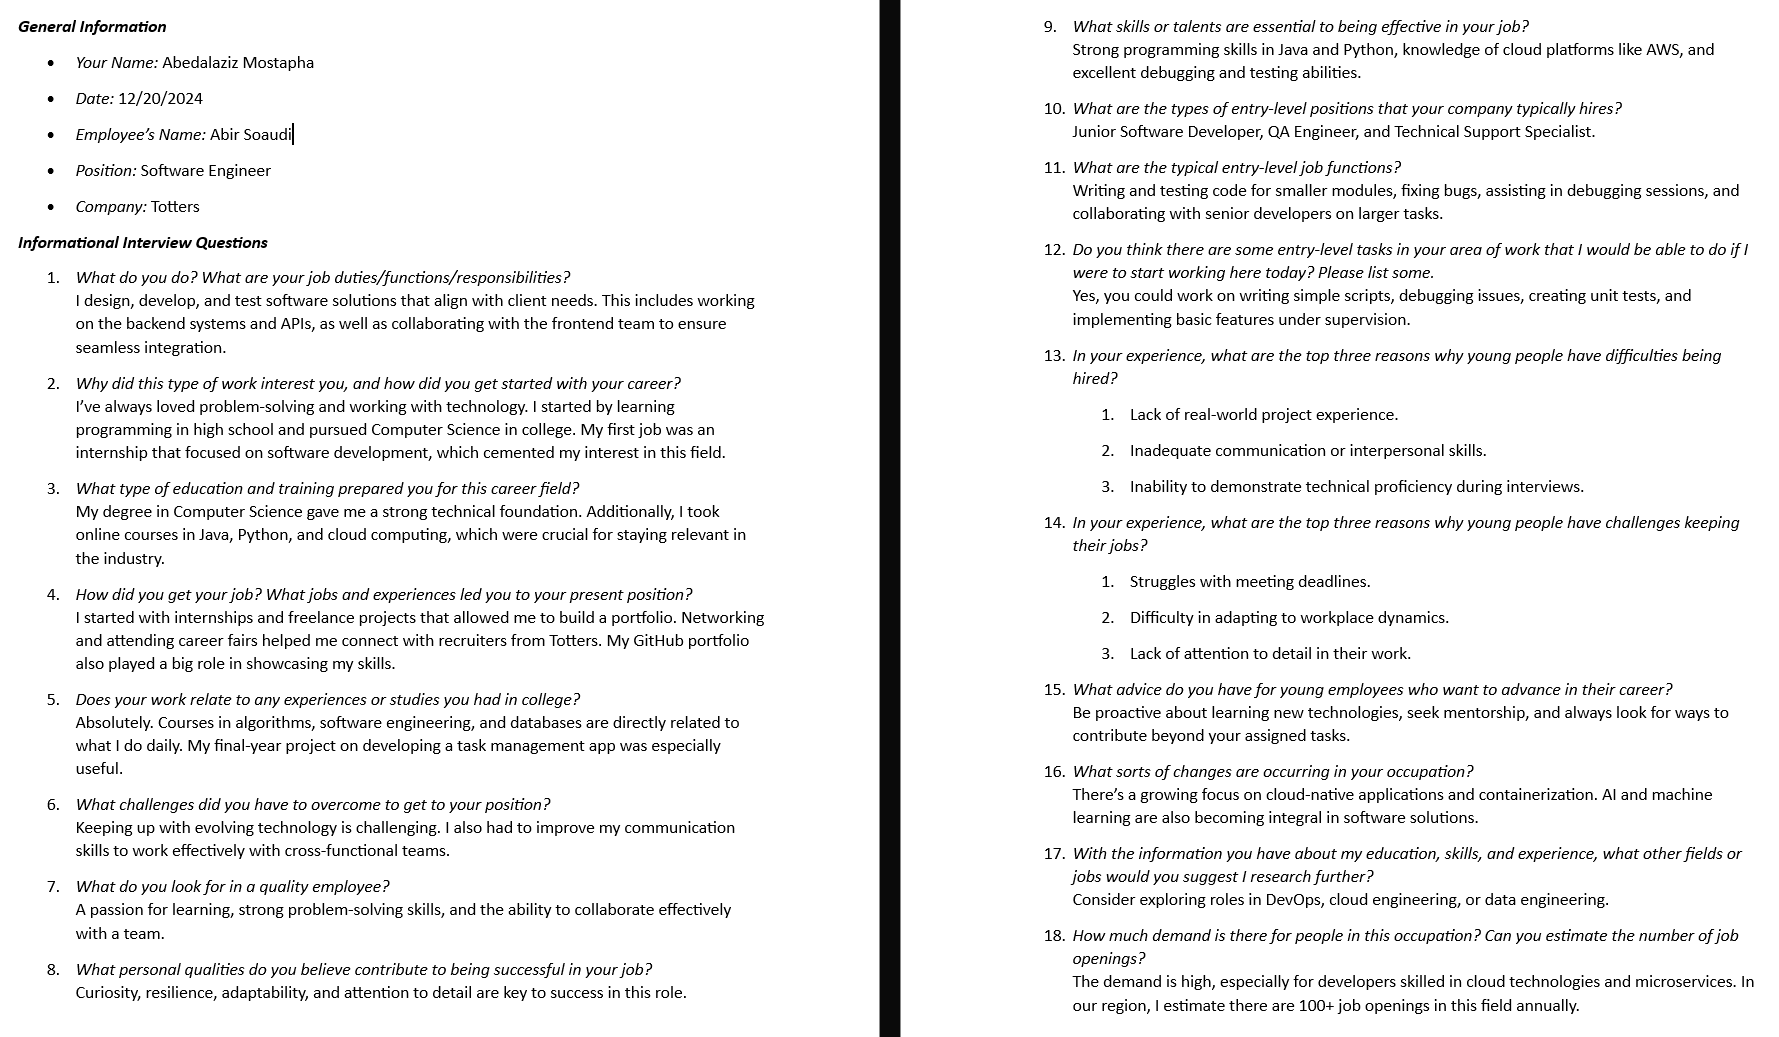 General Information
• Your Name: Abedalaziz Mostapha
• Date: 12/20/2024
• Employee’s Name: Abir Soaudi
• Position: Software Engineer
• Company: Totters
Informational Interview Questions
1. What do you do? What are your job duties/functions/responsibilities?
I design, develop, and test software solutions that align with client needs. This includes working
on the backend systems and APIs, as well as collaborating with the frontend team to ensure
seamless integration.
2. Why did this type of work interest you, and how did you get started with your career?
I’ve always loved problem-solving and working with technology. I started by learning
programming in high school and pursued Computer Science in college. My first job was an
internship that focused on software development, which cemented my interest in this field.
3. What type of education and training prepared you for this career field?
My degree in Computer Science gave me a strong technical foundation. Additionally, I took
online courses in Java, Python, and cloud computing, which were crucial for staying relevant in
the industry.
4. How did you get your job? What jobs and experiences led you to your present position?
I started with internships and freelance projects that allowed me to build a portfolio. Networking
and attending career fairs helped me connect with recruiters from Totters. My GitHub portfolio
also played a big role in showcasing my skills.
5. Does your work relate to any experiences or studies you had in college?
Absolutely. Courses in algorithms, software engineering, and databases are directly related to
what I do daily. My final-year project on developing a task management app was especially
useful.
6. What challenges did you have to overcome to get to your position?
Keeping up with evolving technology is challenging. I also had to improve my communication
skills to work effectively with cross-functional teams.
7. What do you look for in a quality employee?
A passion for learning, strong problem-solving skills, and the ability to collaborate effectively
with a team.
8. What personal qualities do you believe contribute to being successful in your job?
Curiosity, resilience, adaptability, and attention to detail are key to success in this role.
9. What skills or talents are essential to being effective in your job?
Strong programming skills in Java and Python, knowledge of cloud platforms like AWS, and
excellent debugging and testing abilities.
10. What are the types of entry-level positions that your company typically hires?
Junior Software Developer, QA Engineer, and Technical Support Specialist.
11. What are the typical entry-level job functions?
Writing and testing code for smaller modules, fixing bugs, assisting in debugging sessions, and
collaborating with senior developers on larger tasks.
12. Do you think there are some entry-level tasks in your area of work that I would be able to do if I
were to start working here today? Please list some.
Yes, you could work on writing simple scripts, debugging issues, creating unit tests, and
implementing basic features under supervision.
13. In your experience, what are the top three reasons why young people have difficulties being
hired?
1. Lack of real-world project experience.
2. Inadequate communication or interpersonal skills.
3. Inability to demonstrate technical proficiency during interviews.
14. In your experience, what are the top three reasons why young people have challenges keeping
their jobs?
1. Struggles with meeting deadlines.
2. Difficulty in adapting to workplace dynamics.
3. Lack of attention to detail in their work.
15. What advice do you have for young employees who want to advance in their career?
Be proactive about learning new technologies, seek mentorship, and always look for ways to
contribute beyond your assigned tasks.
16. What sorts of changes are occurring in your occupation?
There’s a growing focus on cloud-native applications and containerization. AI and machine
learning are also becoming integral in software solutions.
17. With the information you have about my education, skills, and experience, what other fields or
jobs would you suggest I research further?
Consider exploring roles in DevOps, cloud engineering, or data engineering.
18. How much demand is there for people in this occupation? Can you estimate the number of job
openings?
The demand is high, especially for developers skilled in cloud technologies and microservices. In
our region, I estimate there are 100+ job openings in this field annually.